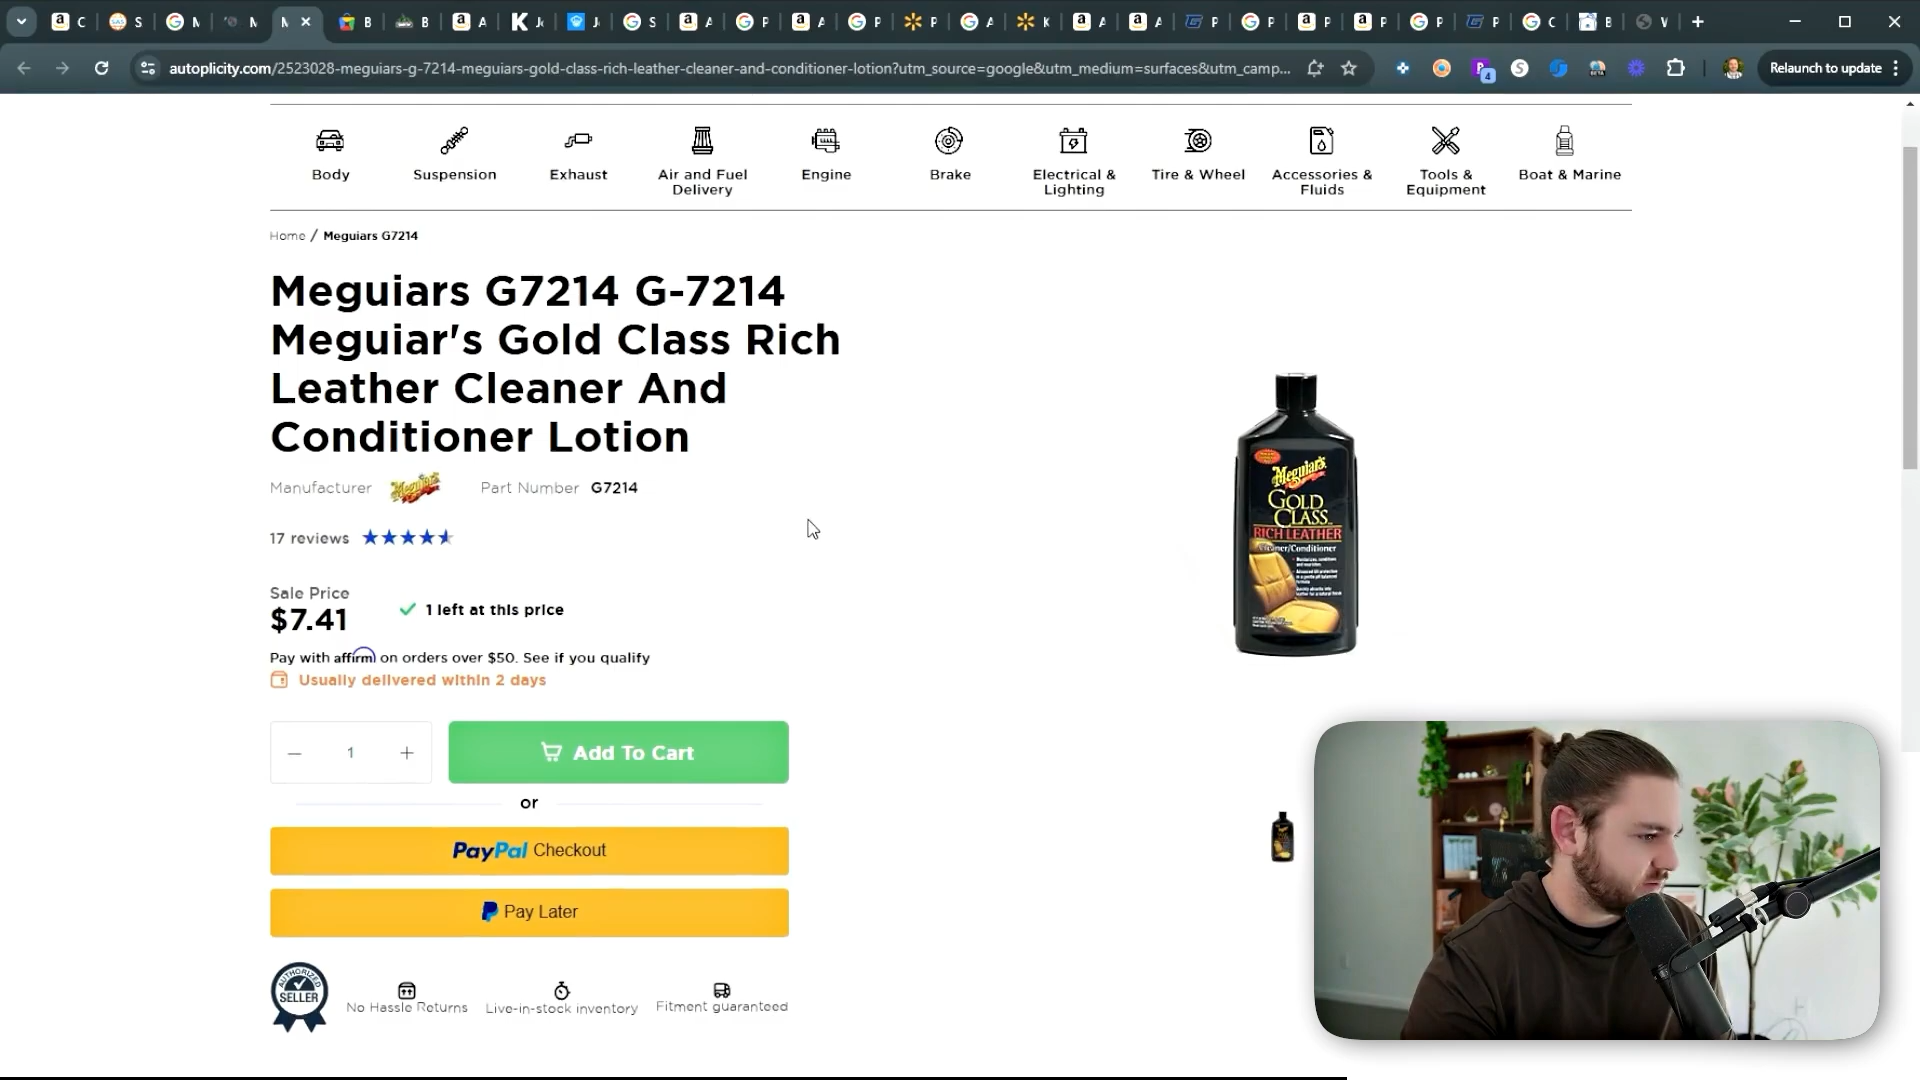 C
S
M
M
M
B
B
A
J
J
S
A
P
A
P
P
A
K
A
A
P
P
P
P
P
P
C
B
V
autoplicity.com/2523028-meguiars-g-7214-meguiars-gold-class-rich-leather-cleaner-and-conditioner-lotion?utm_source=google&utm_medium=surfaces&utm_camp...
4
BETA
Relaunch to update
Body
Suspension
Exhaust
Air and Fuel
Delivery
Engine
Brake
Electrical &
Lighting
Tire & Wheel
Accessories &
Fluids
Tools &
Equipment
Boat & Marine
Home / Meguiars G7214
Meguiars G7214 G-7214
Meguiar's Gold Class Rich
Leather Cleaner And
Conditioner Lotion
Manufacturer Meguiar's Part Number G7214
17 reviews
Sale Price
$7.41
1 left at this price
Pay with affirm on orders over $50. See if you qualify
Usually delivered within 2 days
1
Add To Cart
or
PayPal Checkout
Pay Later
AUTHORIZED
SELLER
No Hassle Returns
Live-in-stock inventory
Fitment guaranteed
Meguiar's
GOLD
CLASS
RICH LEATHER
Cleaner/Conditioner